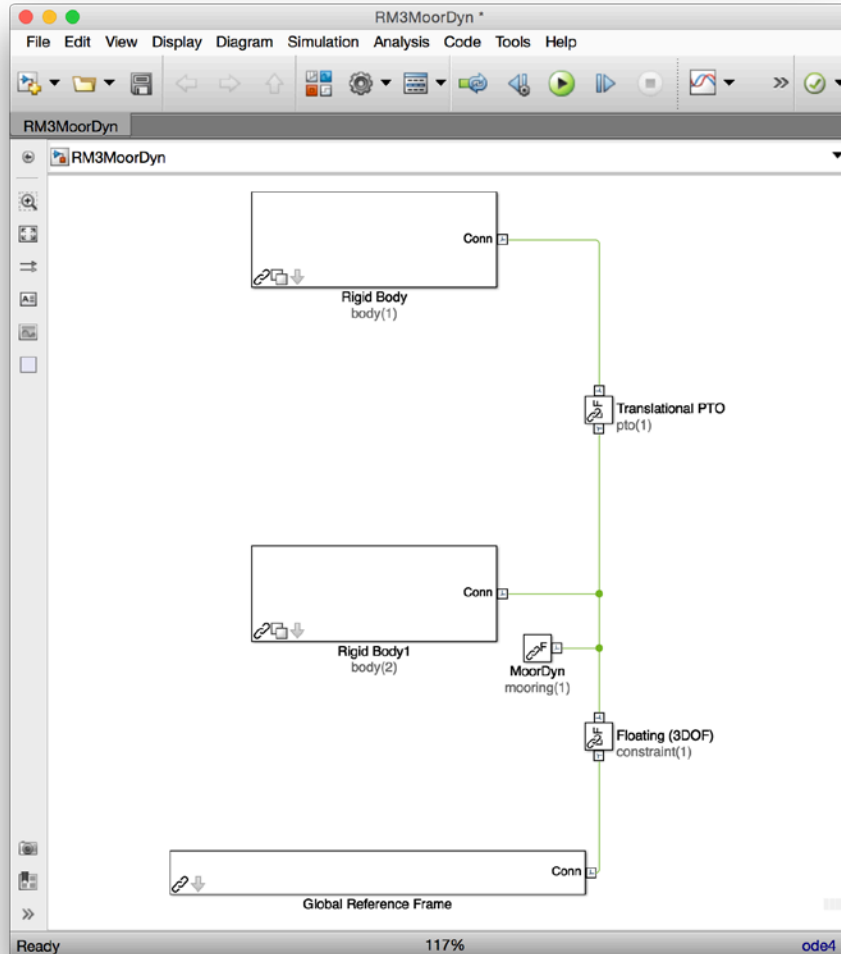 RM3MoorDyn *
File Edit View Display Diagram Simulation Analysis Code Tools Help
RM3MoorDyn
RM3MoorDyn
Conn
Rigid Body
body(1)
F
Translational PTO
pto(1)
Conn
Rigid Body1
body(2)
F
MoorDyn
mooring(1)
F
Floating (3DOF)
constraint(1)
Conn
Global Reference Frame
Ready 117% ode4